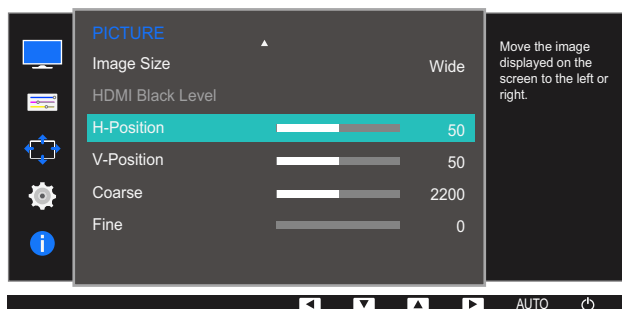 PICTURE
Image Size Wide
HDMI Black Level
H-Position 50
V-Position 50
Coarse 2200
Fine 0
Move the image
displayed on the
screen to the left or
right.
AUTO